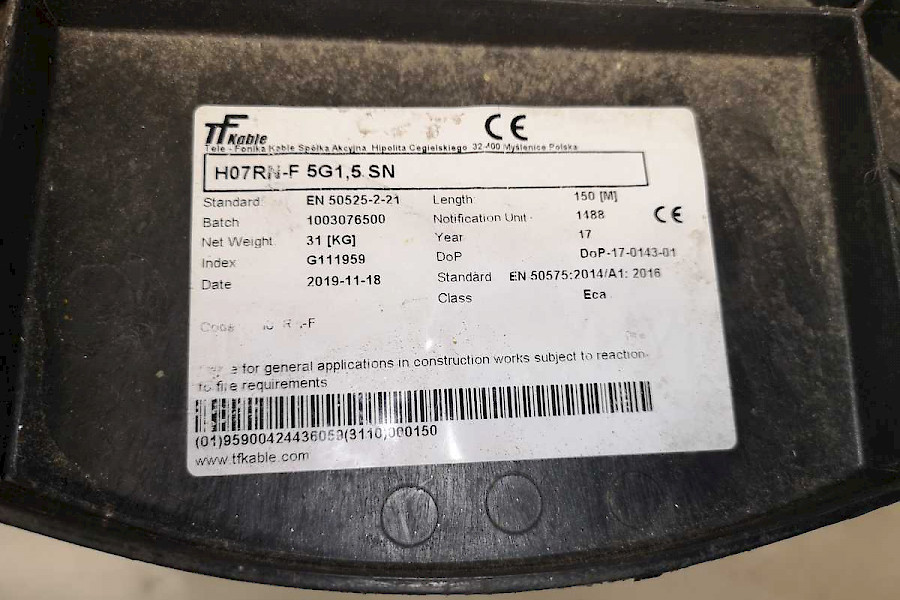 TF Kable
CE
Tele - Fonika Kable Spółka Akcyjna Hipolita Cegielskiego 32-400 Myślenice Polska
H07RN-F 5G1,5 SN
Standard EN 50525-2-21 Length 150 [M]
Batch 1003076500 Notification Unit 1488 CE
Net Weight 31 [KG] Year 17
Index G111959 DoP DoP-17-0143-01
Date 2019-11-18 Standard EN 50575:2014/A1: 2016
Class Eca
for general applications in construction works subject to reaction
to fire requirements
(01)95900424436059(3110)000150
www.tfkable.com